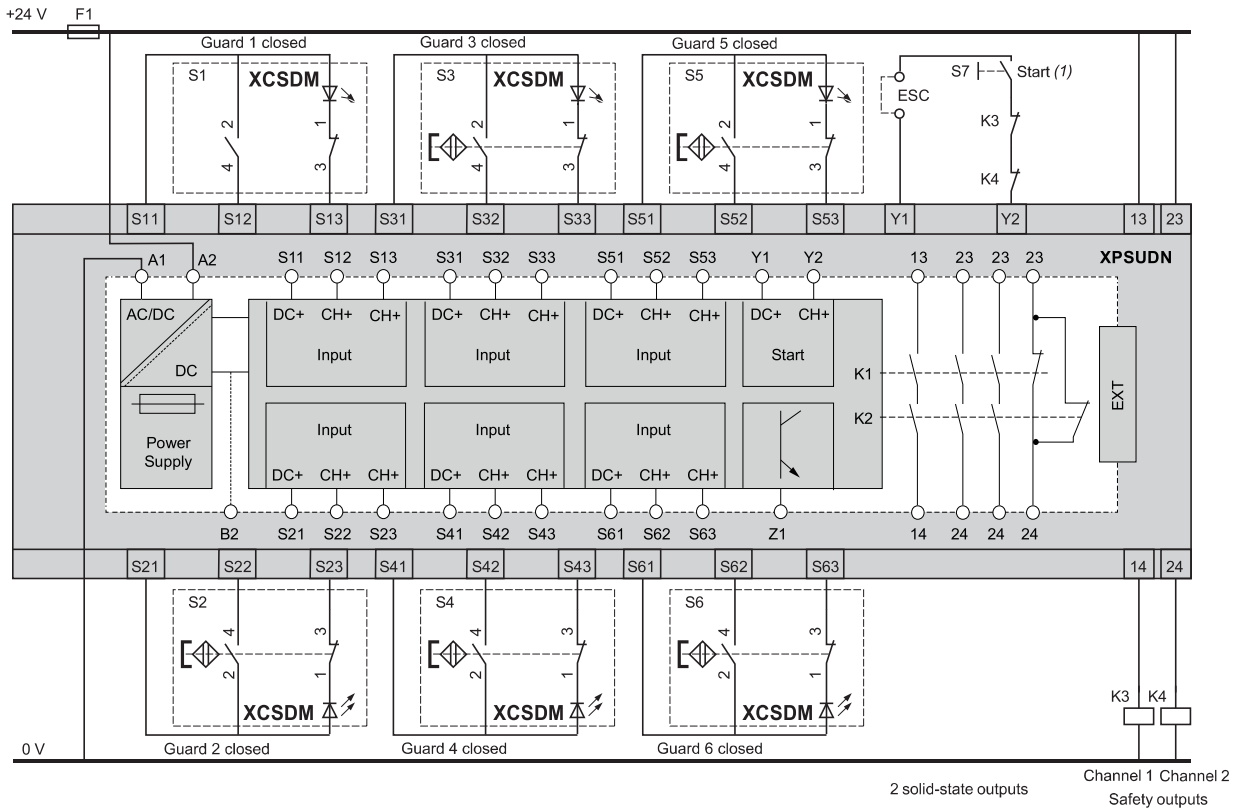 +24 V F1
Guard 1 closed Guard 3 closed Guard 5 closed
S1 XCSDM S3 XCSDM S5 XCSDM S7 Start (1)
ESC
2 1 2 1 2 1 K3
4 3 4 3 4 3 K4
S11 S12 S13 S31 S32 S33 S51 S52 S53 Y1 Y2 13 23
A1 A2 S11 S12 S13 S31 S32 S33 S51 S52 S53 Y1 Y2 13 23 23 23 XPSUDN
AC/DC DC+ CH+ CH+ DC+ CH+ CH+ DC+ CH+ CH+ DC+ CH+
Input Input Input Start
DC K1
EXT
K2
Power Input Input Input
Supply
DC+ CH+ CH+ DC+ CH+ CH+ DC+ CH+ CH+
B2 S21 S22 S23 S41 S42 S43 S61 S62 S63 Z1 14 24 24 24
S21 S22 S23 S41 S42 S43 S61 S62 S63 14 24
S2 S4 S6
4 3 4 3 4 3
2 1 2 1 2 1
K3 K4
XCSDM XCSDM XCSDM
0 V Guard 2 closed Guard 4 closed Guard 6 closed
2 solid-state outputs Channel 1 Channel 2
Safety outputs